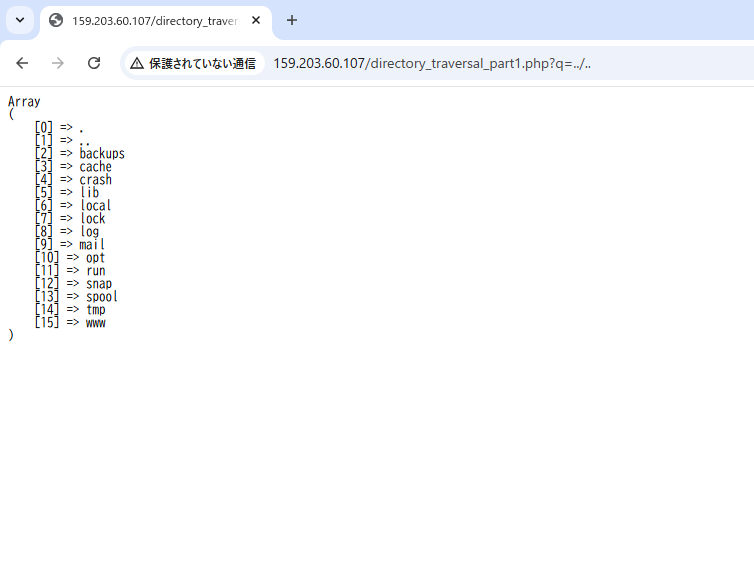 159.203.60.107/directory_traver
保護されていない通信 159.203.60.107/directory_traversal_part1.php?q=../..
Array
(
    [0] => .
    [1] => ..
    [2] => backups
    [3] => cache
    [4] => crash
    [5] => lib
    [6] => local
    [7] => lock
    [8] => log
    [9] => mail
    [10] => opt
    [11] => run
    [12] => snap
    [13] => spool
    [14] => tmp
    [15] => www
)